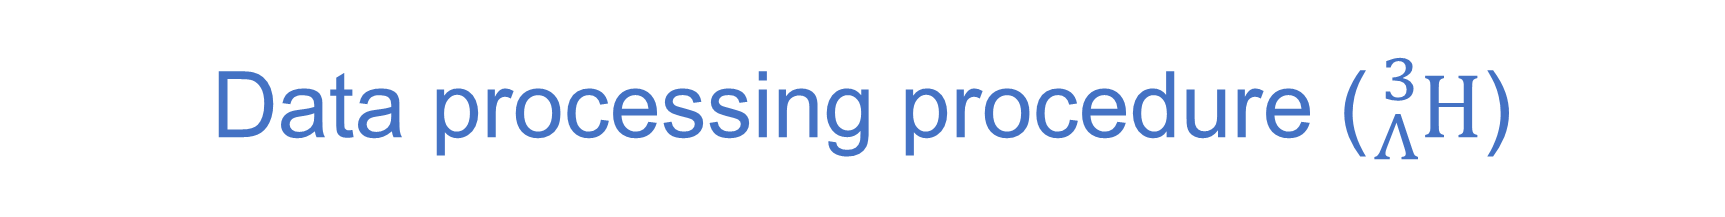 Data processing procedure (³ΛH)